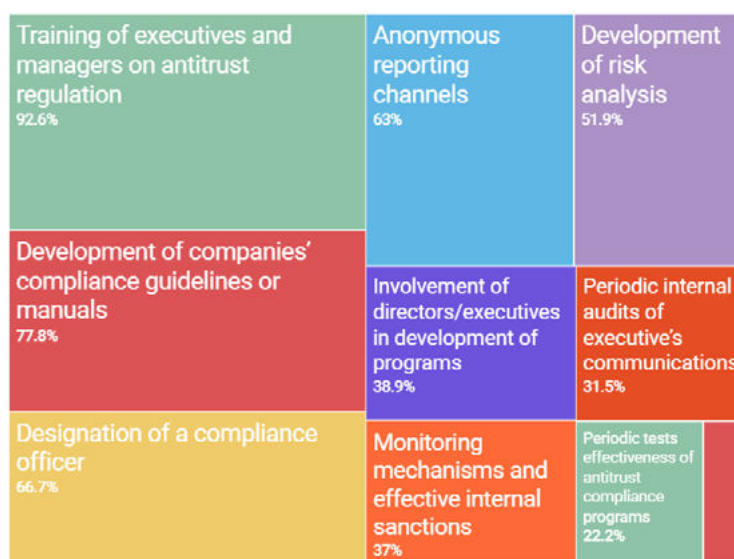 Training of executives and
managers on antitrust
regulation
92.6%
Anonymous
reporting
channels
63%
Development
of risk
analysis
51.9%
Development of companies'
compliance guidelines or
manuals
77.8%
Involvement of
directors/executives
in development of
programs
38.9%
Periodic internal
audits of
executive's
communications
31.5%
Designation of a compliance
officer
66.7%
Monitoring
mechanisms and
effective internal
sanctions
37%
Periodic tests
effectiveness of
antitrust
compliance
programs
22.2%